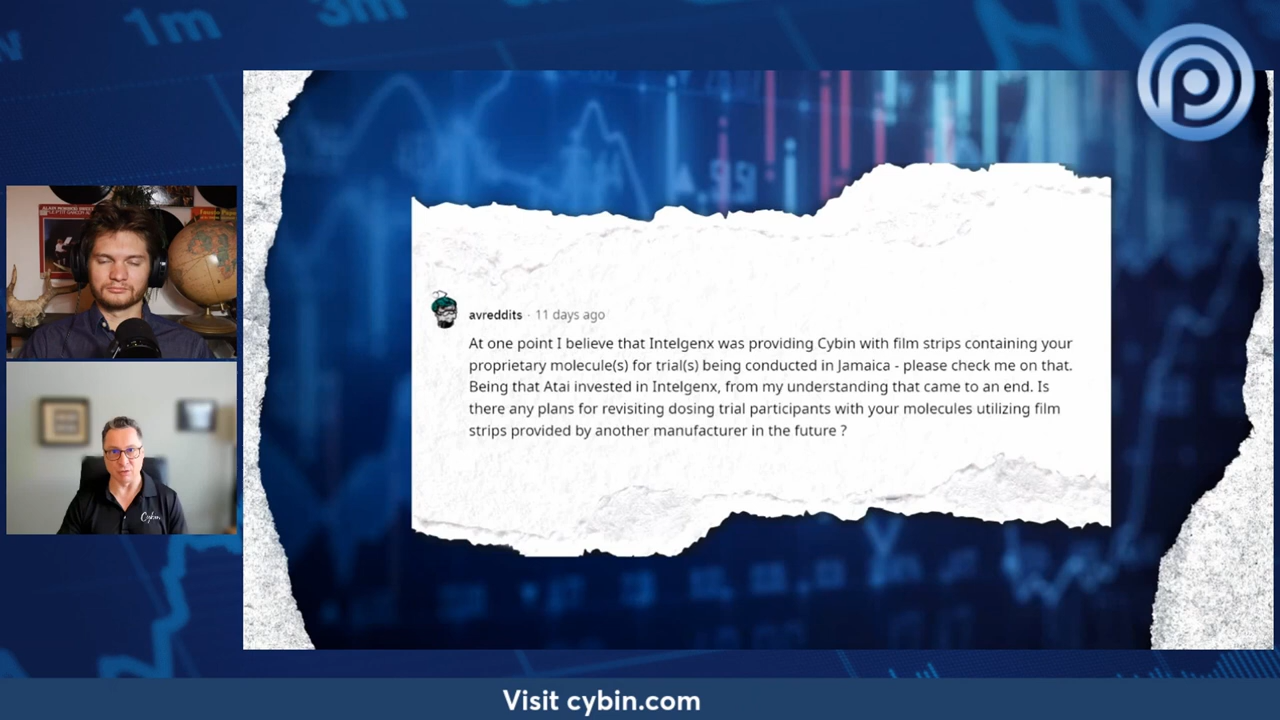 1m
3m
avreddits · 11 days ago
At one point I believe that Intelgenx was providing Cybin with film strips containing your
proprietary molecule(s) for trial(s) being conducted in Jamaica - please check me on that.
Being that Atai invested in Intelgenx, from my understanding that came to an end. Is
there any plans for revisiting dosing trial participants with your molecules utilizing film
strips provided by another manufacturer in the future ?
Cybin
Visit cybin.com